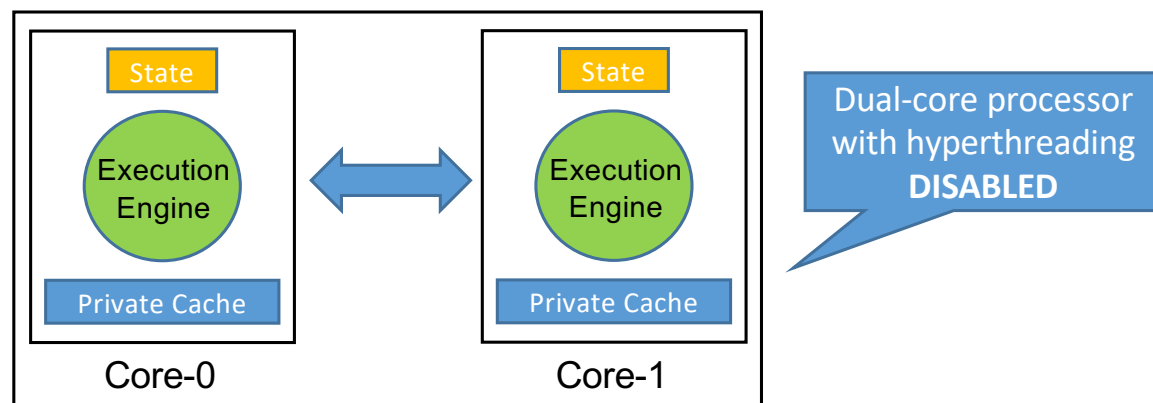 State
Execution
Engine
Private Cache
Core-0
State
Execution
Engine
Private Cache
Core-1
Dual-core processor
with hyperthreading
DISABLED